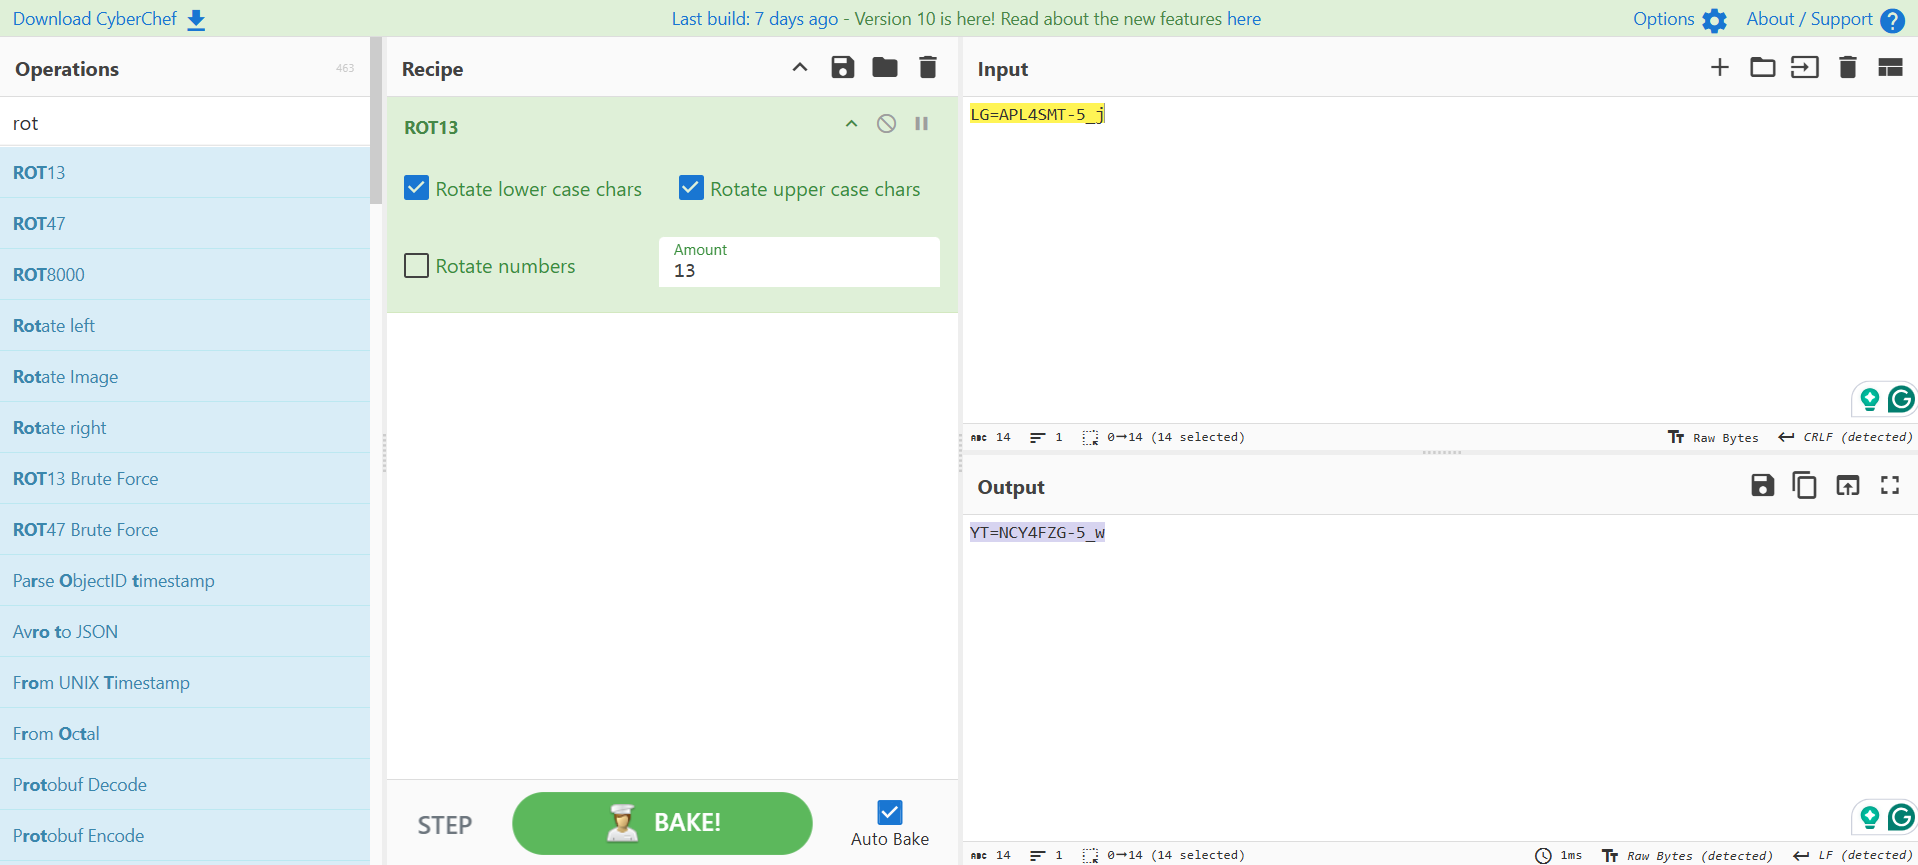 Download CyberChef
Last build: 7 days ago - Version 10 is here! Read about the new features here
Options
About / Support
?
Operations
463
rot
ROT13
ROT47
ROT8000
Rotate left
Rotate Image
Rotate right
ROT13 Brute Force
ROT47 Brute Force
Parse ObjectID timestamp
Avro to JSON
From UNIX Timestamp
From Octal
Protobuf Decode
Protobuf Encode
Recipe
ROT13
Rotate lower case chars
Rotate upper case chars
Rotate numbers
Amount
13
STEP
BAKE!
Auto Bake
Input
LG=APL4SMT-5_j
ABC 14
1
0→14 (14 selected)
Tт Raw Bytes
CRLF (detected)
Output
YT=NCY4FZG-5_w
ABC 14
1
0→14 (14 selected)
1ms
Tт Raw Bytes (detected)
LF (detected)